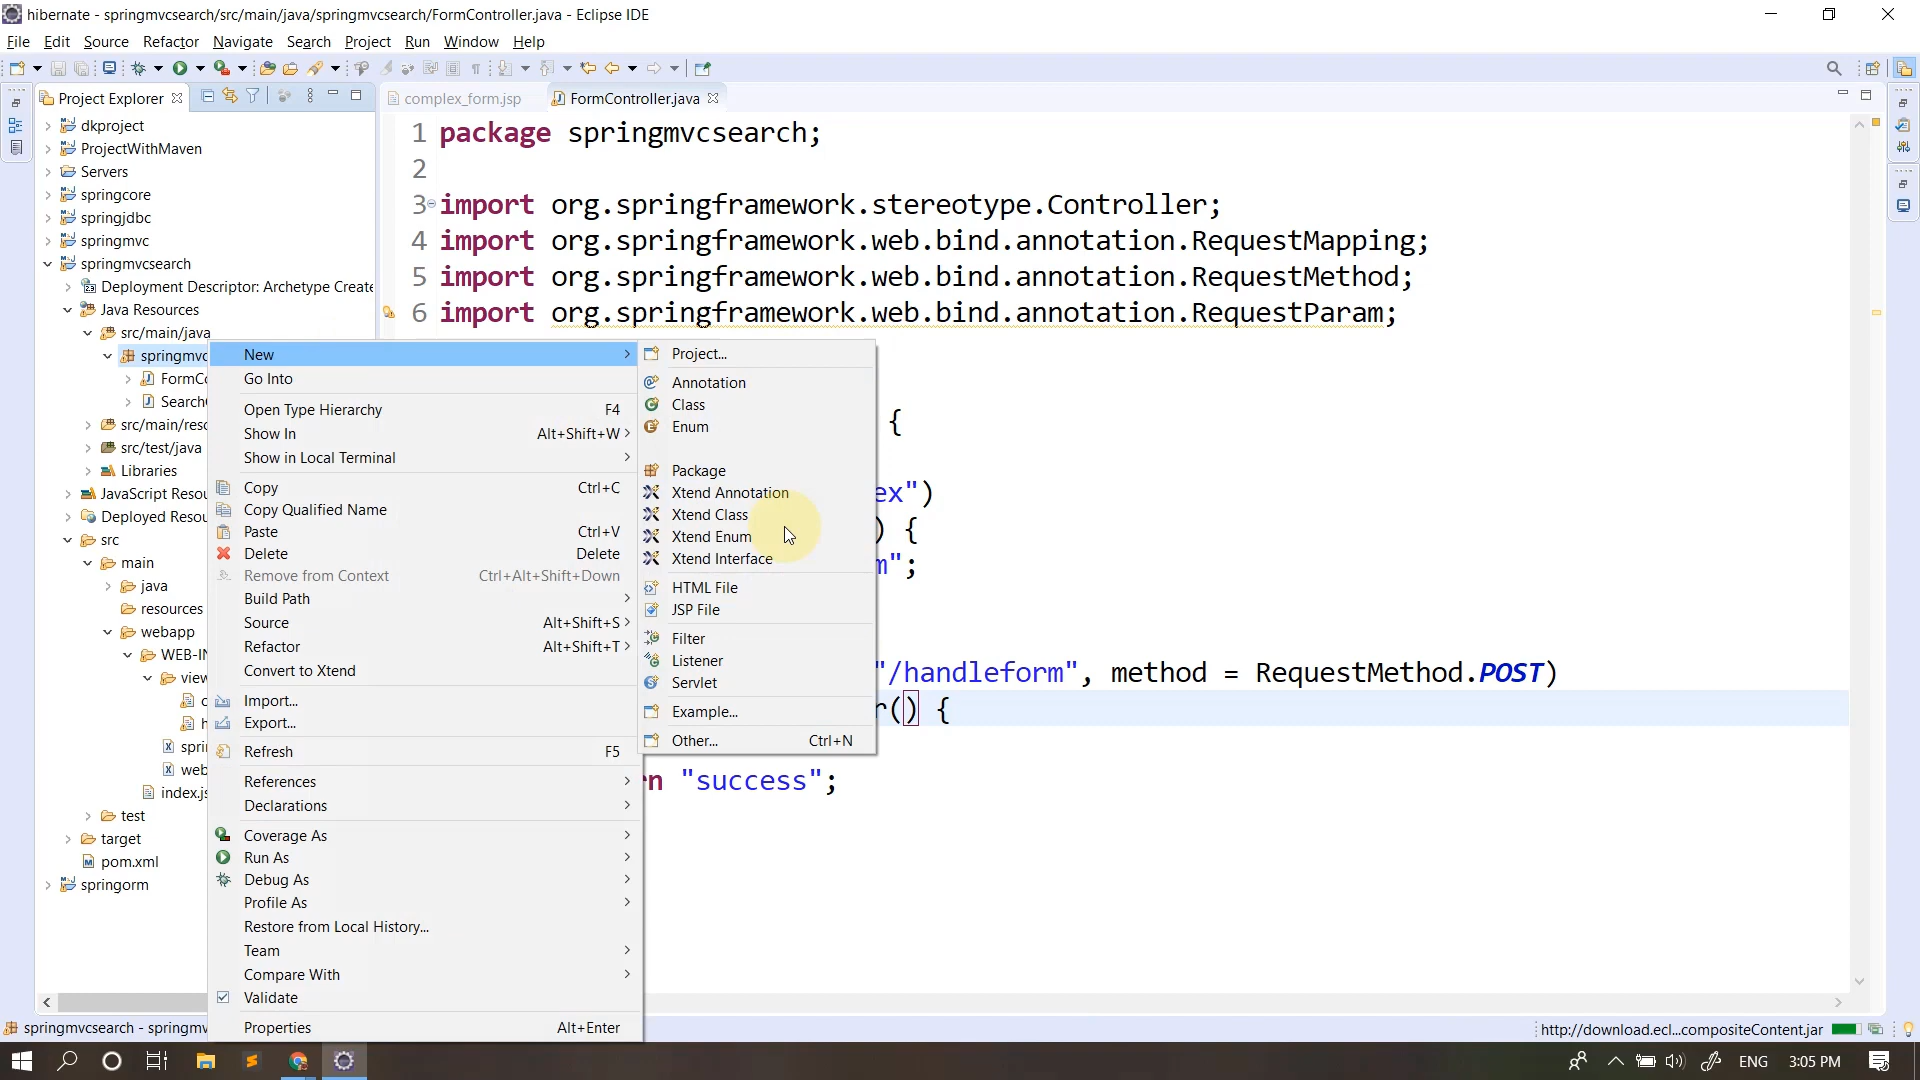 hibernate - springmvcsearch/src/main/java/springmvcsearch/FormController.java - Eclipse IDE
File Edit Source Refactor Navigate Search Project Run Window Help
Project Explorer
complex_form.jsp
FormController.java
dkproject
ProjectWithMaven
Servers
springcore
springjdbc
springmvc
springmvcsearch
Deployment Descriptor: Archetype Create
Java Resources
src/main/java
springmvc
FormCo
Search
src/main/reso
src/test/java
Libraries
JavaScript Resou
Deployed Resou
src
main
java
resources
webapp
WEB-IN
view
c
h
spri
web
index.js
test
target
pom.xml
springorm
1 package springmvcsearch;
2
3 import org.springframework.stereotype.Controller;
4 import org.springframework.web.bind.annotation.RequestMapping;
5 import org.springframework.web.bind.annotation.RequestMethod;
6 import org.springframework.web.bind.annotation.RequestParam;
{
ex")
) {
m";
"/handleform", method = RequestMethod.POST)
r() {
rn "success";
New
Go Into
Open Type Hierarchy F4
Show In Alt+Shift+W
Show in Local Terminal
Copy Ctrl+C
Copy Qualified Name
Paste Ctrl+V
Delete Delete
Remove from Context Ctrl+Alt+Shift+Down
Build Path
Source Alt+Shift+S
Refactor Alt+Shift+T
Convert to Xtend
Import...
Export...
Refresh F5
References
Declarations
Coverage As
Run As
Debug As
Profile As
Restore from Local History...
Team
Compare With
Validate
Properties Alt+Enter
Project...
Annotation
Class
Enum
Package
Xtend Annotation
Xtend Class
Xtend Enum
Xtend Interface
HTML File
JSP File
Filter
Listener
Servlet
Example...
Other... Ctrl+N
springmvcsearch - springmv
http://download.ecl...compositeContent.jar
ENG 3:05 PM